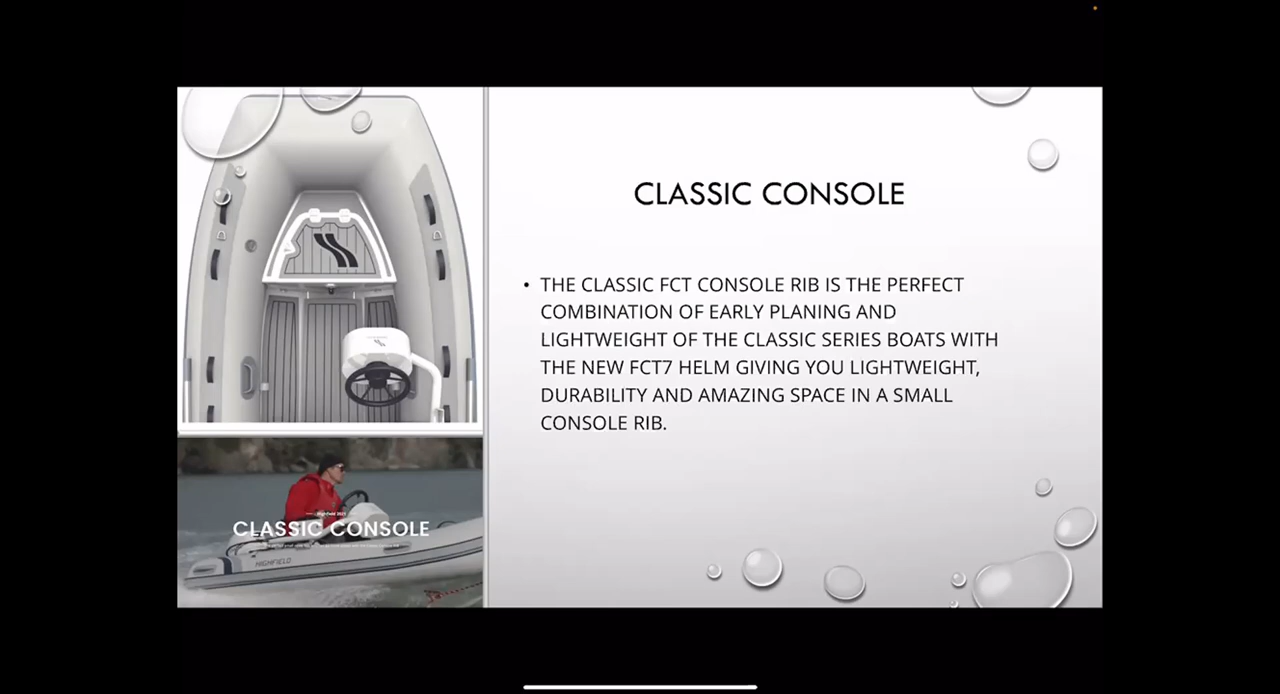 CLASSIC CONSOLE
• THE CLASSIC FCT CONSOLE RIB IS THE PERFECT
COMBINATION OF EARLY PLANING AND
LIGHTWEIGHT OF THE CLASSIC SERIES BOATS WITH
THE NEW FCT7 HELM GIVING YOU LIGHTWEIGHT,
DURABILITY AND AMAZING SPACE IN A SMALL
CONSOLE RIB.
CLASSIC CONSOLE
HIGHFIELD